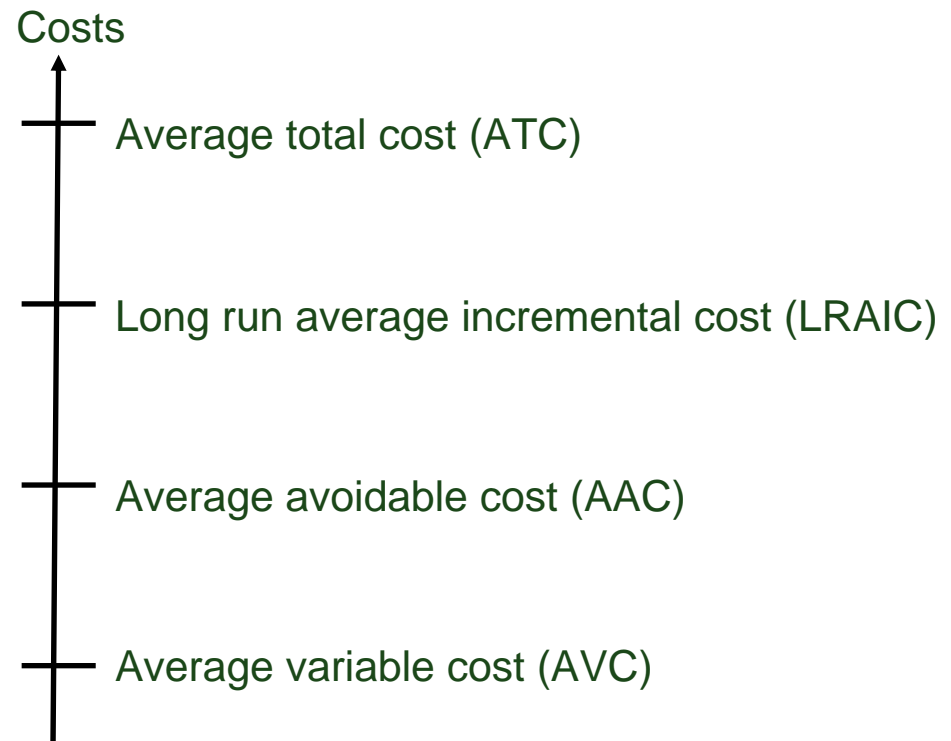 Costs
Average total cost (ATC)
Long run average incremental cost (LRAIC)
Average avoidable cost (AAC)
Average variable cost (AVC)